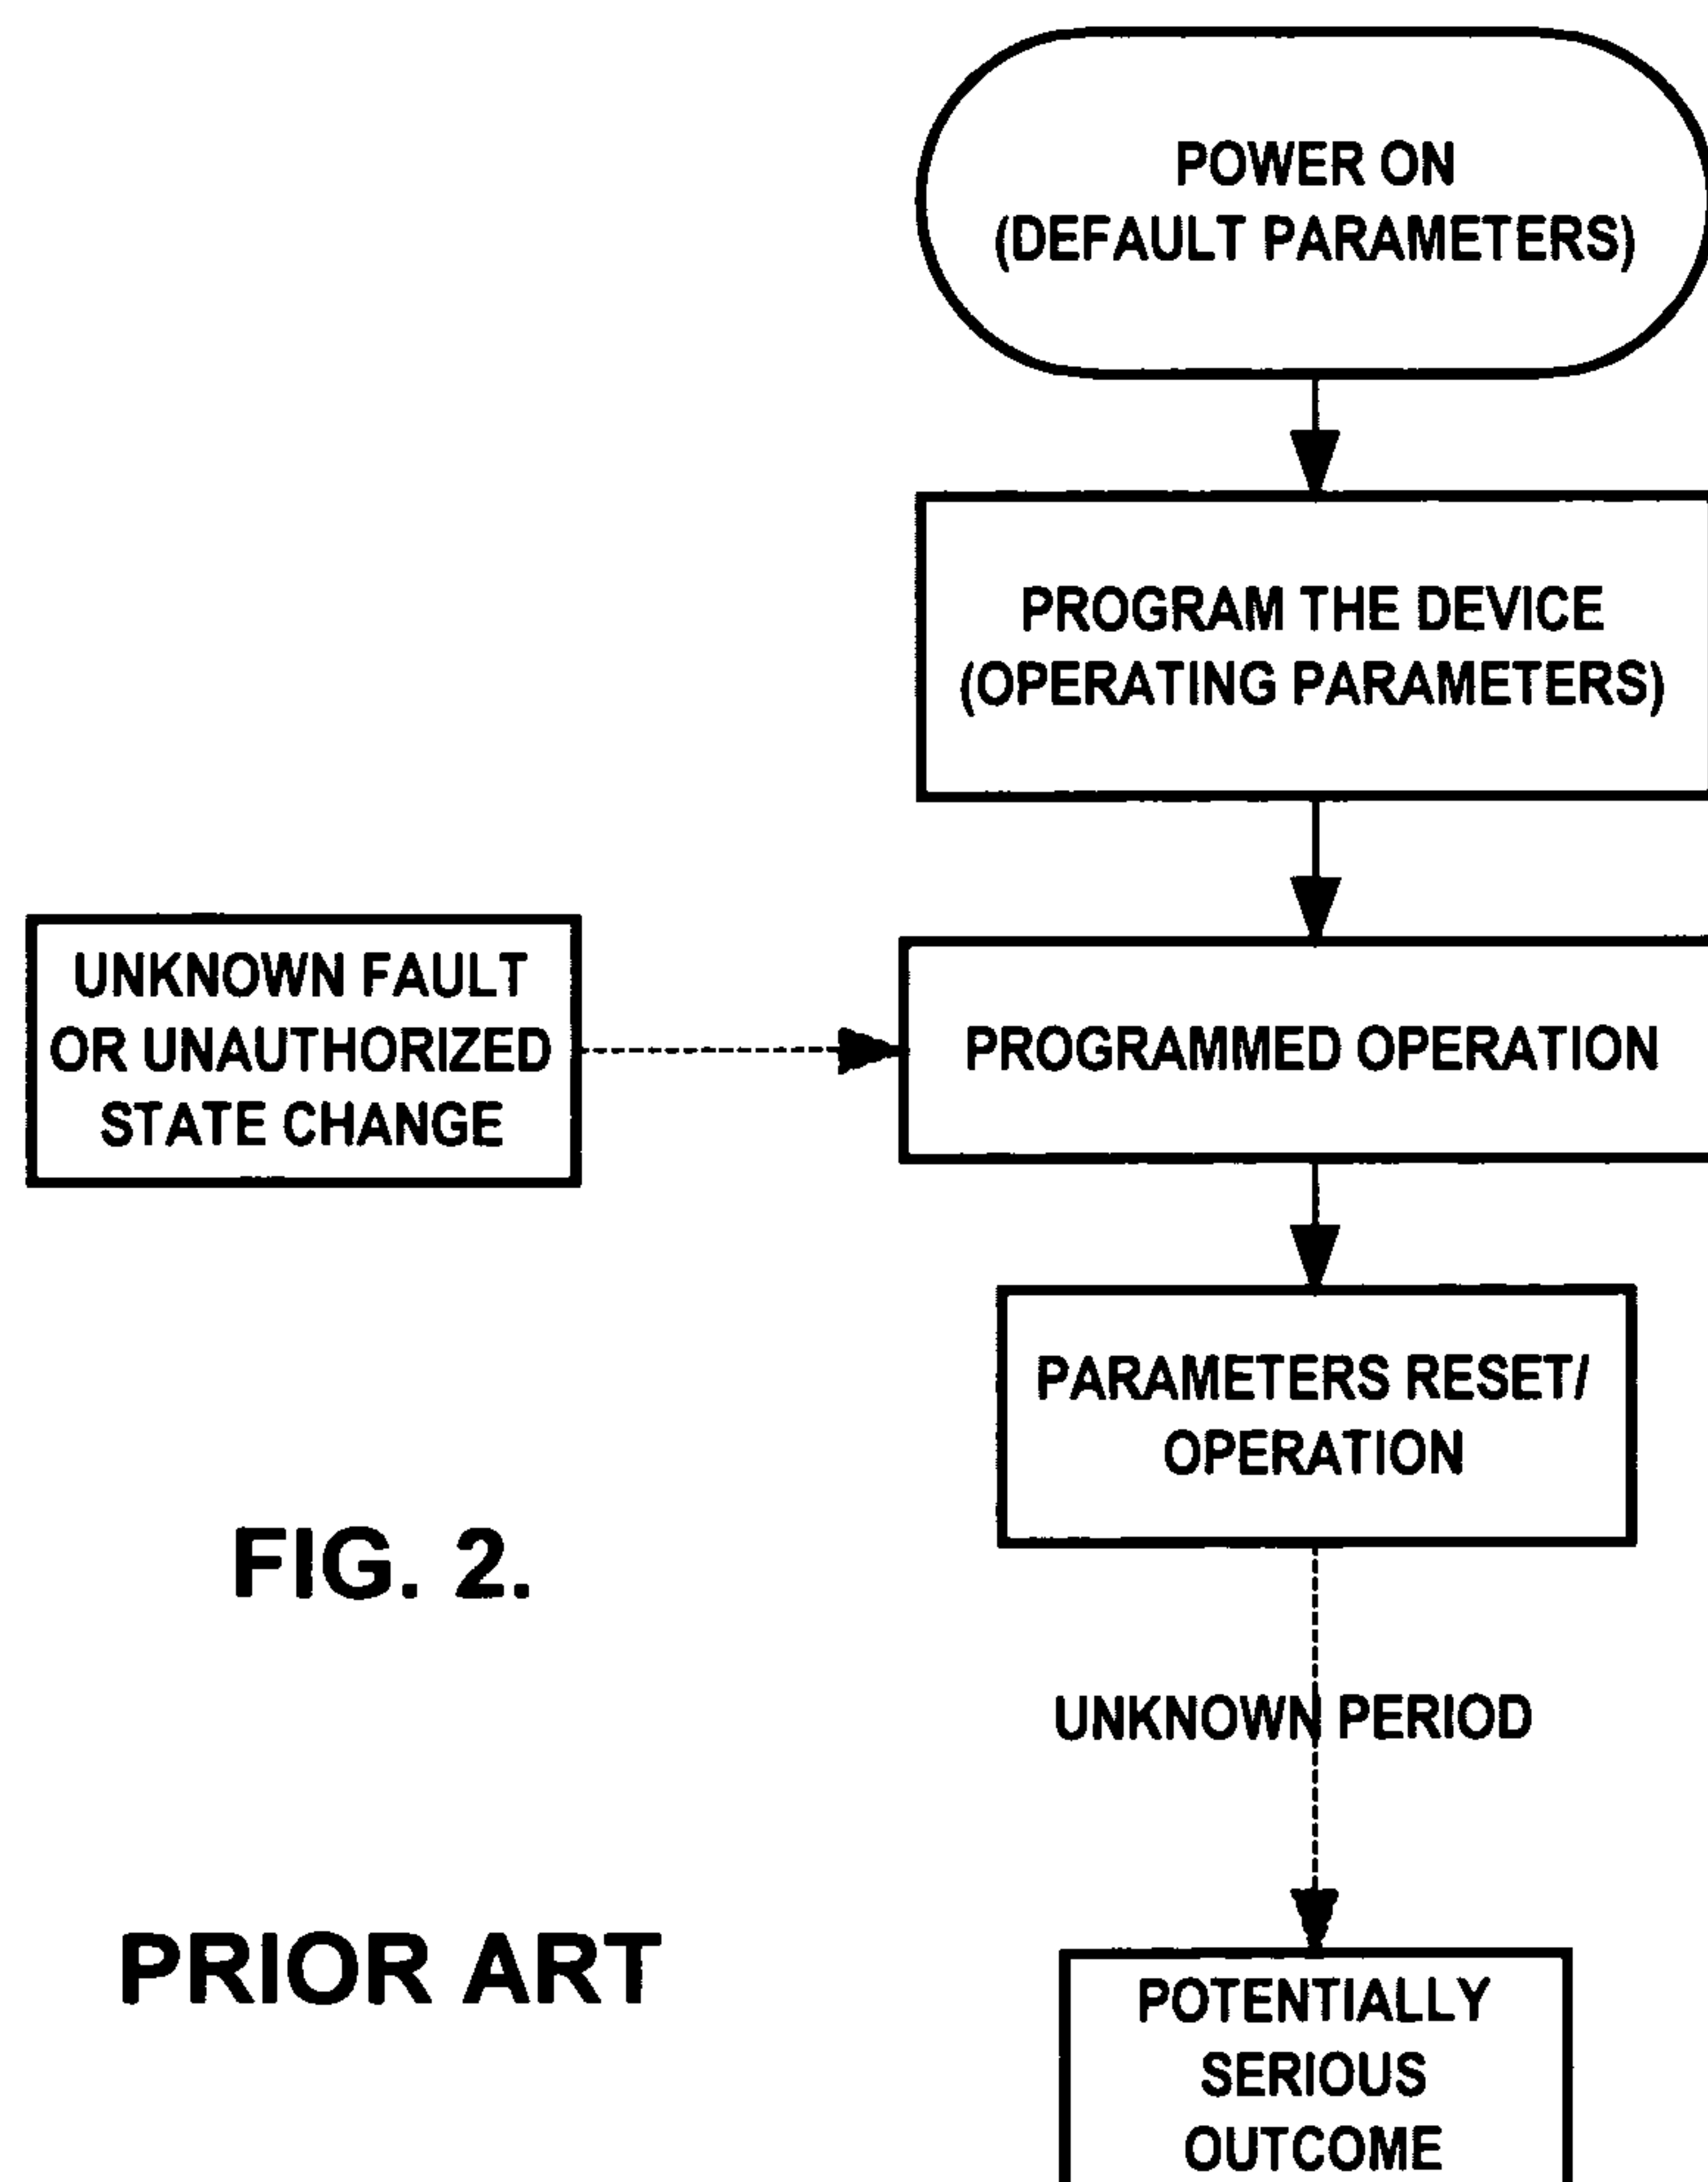 POWER ON
(DEFAULT PARAMETERS)
PROGRAM THE DEVICE
(OPERATING PARAMETERS)
UNKNOWN FAULT
OR UNAUTHORIZED
STATE CHANGE
PROGRAMMED OPERATION
PARAMETERS RESET/
OPERATION
FIG. 2.
UNKNOWN PERIOD
PRIOR ART
POTENTIALLY
SERIOUS
OUTCOME